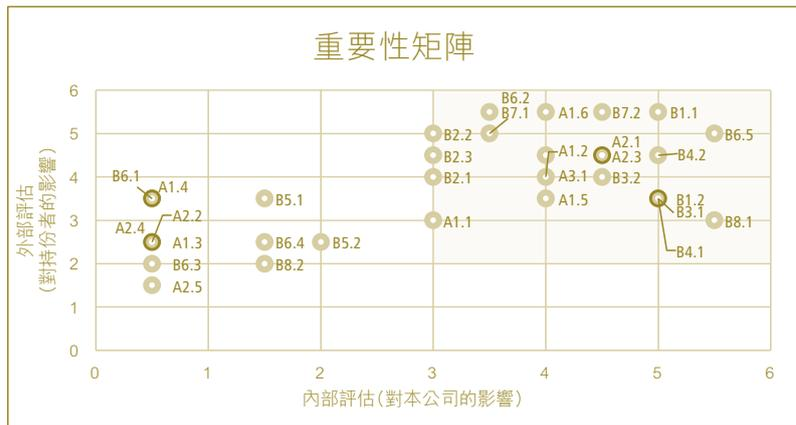 重要性矩陣
6
5
4
3
2
1
0
外部評估
(對持份者的影響)
B6.2
B7.1
A1.6
B7.2
B1.1
B2.2
A2.1
B6.5
B2.3
A1.2
A2.3
B4.2
B6.1
A1.4
B2.1
A3.1
B3.2
B5.1
A1.5
B1.2
A2.2
B3.1
A2.4
A1.1
B8.1
A1.3
B6.4
B5.2
B4.1
B6.3
B8.2
A2.5
0 1 2 3 4 5 6
內部評估(對本公司的影響)